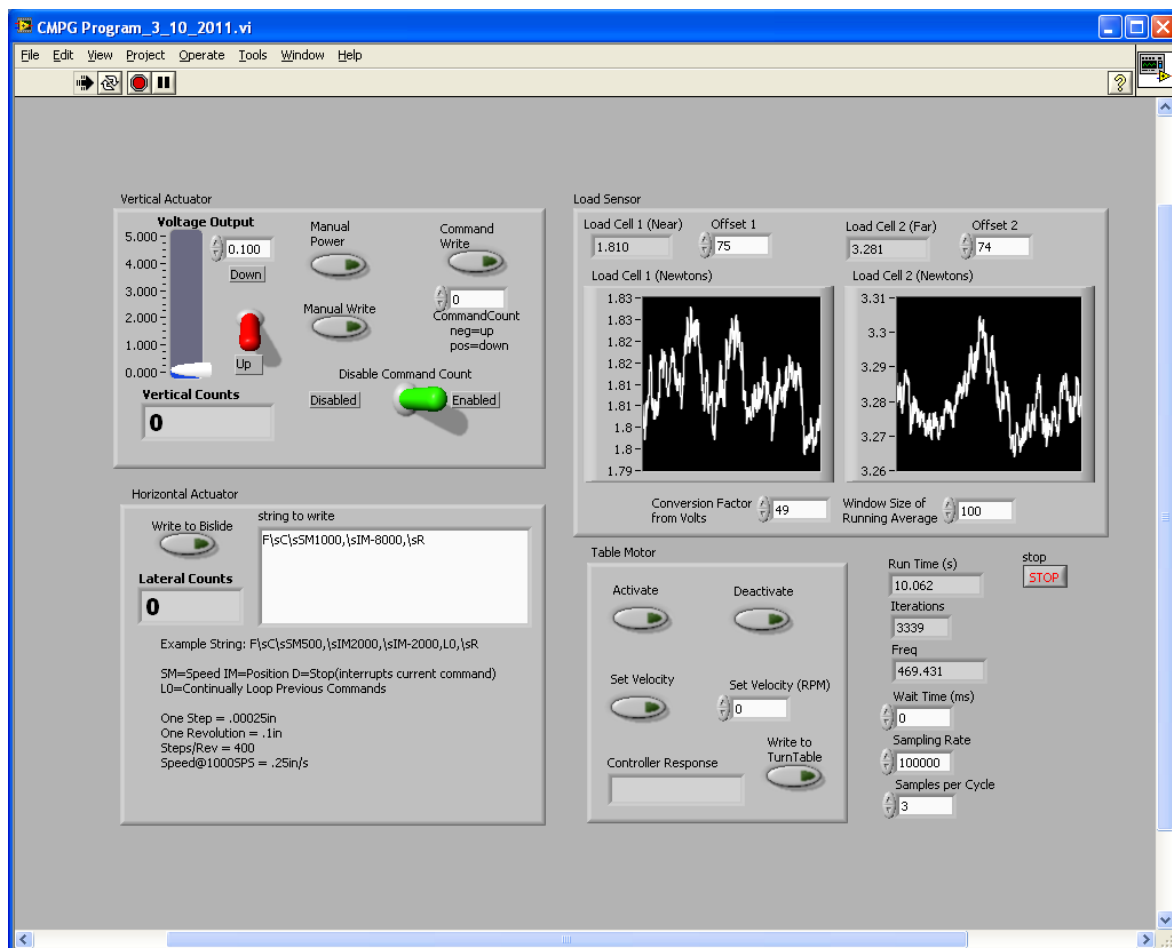 CMPG Program_3_10_2011.vi
File Edit View Project Operate Tools Window Help
Vertical Actuator
Voltage Output
5.000
4.000
3.000
2.000
1.000
0.000
0.100
Down
Up
Manual
Power
Manual Write
Command
Write
0
CommandCount
neg=up
pos=down
Disable Command Count
Disabled
Enabled
Vertical Counts
0
Load Sensor
Load Cell 1 (Near)
1.810
Offset 1
75
Load Cell 2 (Far)
3.281
Offset 2
74
Load Cell 1 (Newtons)
1.83
1.83
1.82
1.82
1.81
1.81
1.8
1.8
1.79
Load Cell 2 (Newtons)
3.31
3.3
3.29
3.28
3.27
3.26
Conversion Factor
from Volts
49
Window Size of
Running Average
100
Horizontal Actuator
Write to Bislide
string to write
F\sC\sSM1000,\sIM-8000,\sR
Lateral Counts
0
Example String: F\sC\sSM500,\sIM2000,\sIM-2000,L0,\sR
SM=Speed IM=Position D=Stop(interrupts current command)
L0=Continually Loop Previous Commands
One Step = .00025in
One Revolution = .1in
Steps/Rev = 400
Speed@1000SPS = .25in/s
Table Motor
Activate
Deactivate
Set Velocity
Set Velocity (RPM)
0
Write to
TurnTable
Controller Response
Run Time (s)
10.062
Iterations
3339
Freq
469.431
Wait Time (ms)
0
Sampling Rate
100000
Samples per Cycle
3
stop
STOP